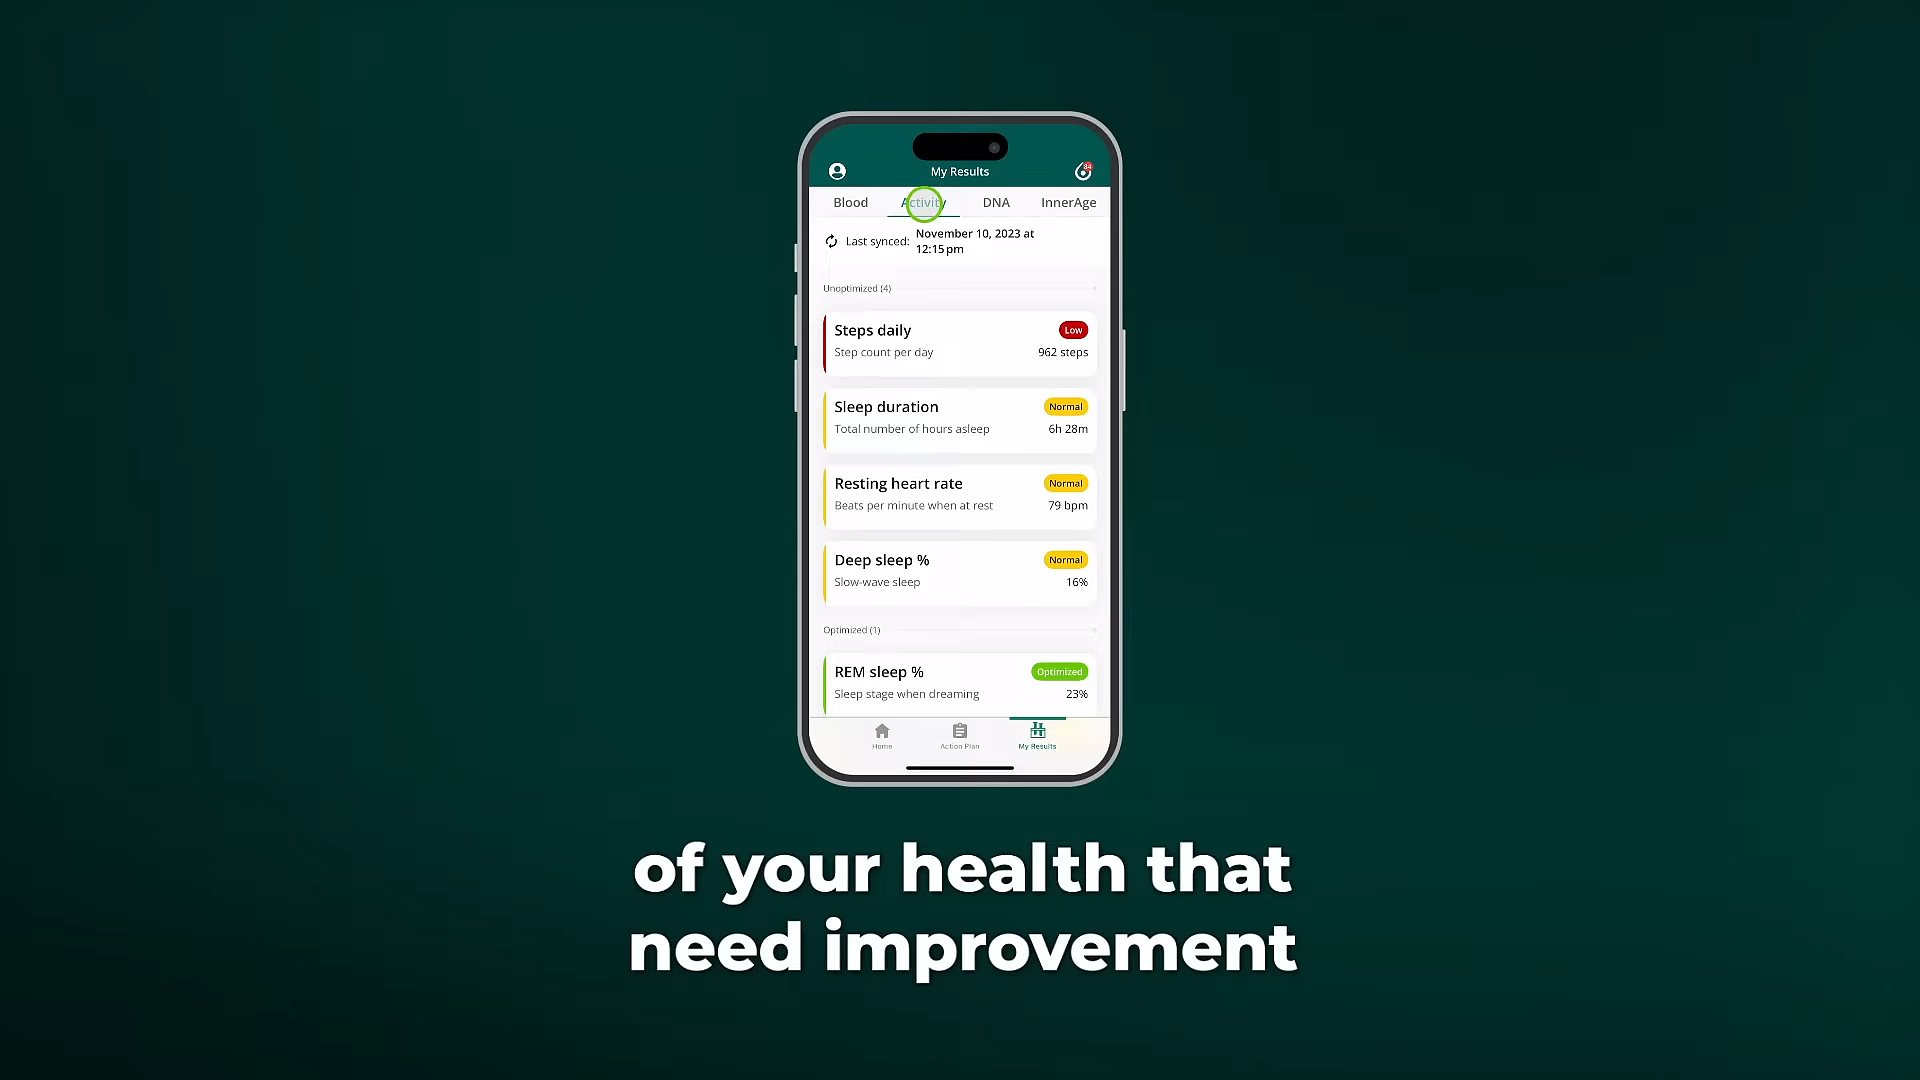 My Results
Blood Activity DNA InnerAge
Last synced: November 10, 2023 at
12:15 pm
Unoptimized (4)
Steps daily Low
Step count per day 962 steps
Sleep duration Normal
Total number of hours asleep 6h 28m
Resting heart rate Normal
Beats per minute when at rest 79 bpm
Deep sleep % Normal
Slow-wave sleep 16%
Optimized (1)
REM sleep % Optimized
Sleep stage when dreaming 23%
Home Action Plan My Results
of your health that
need improvement